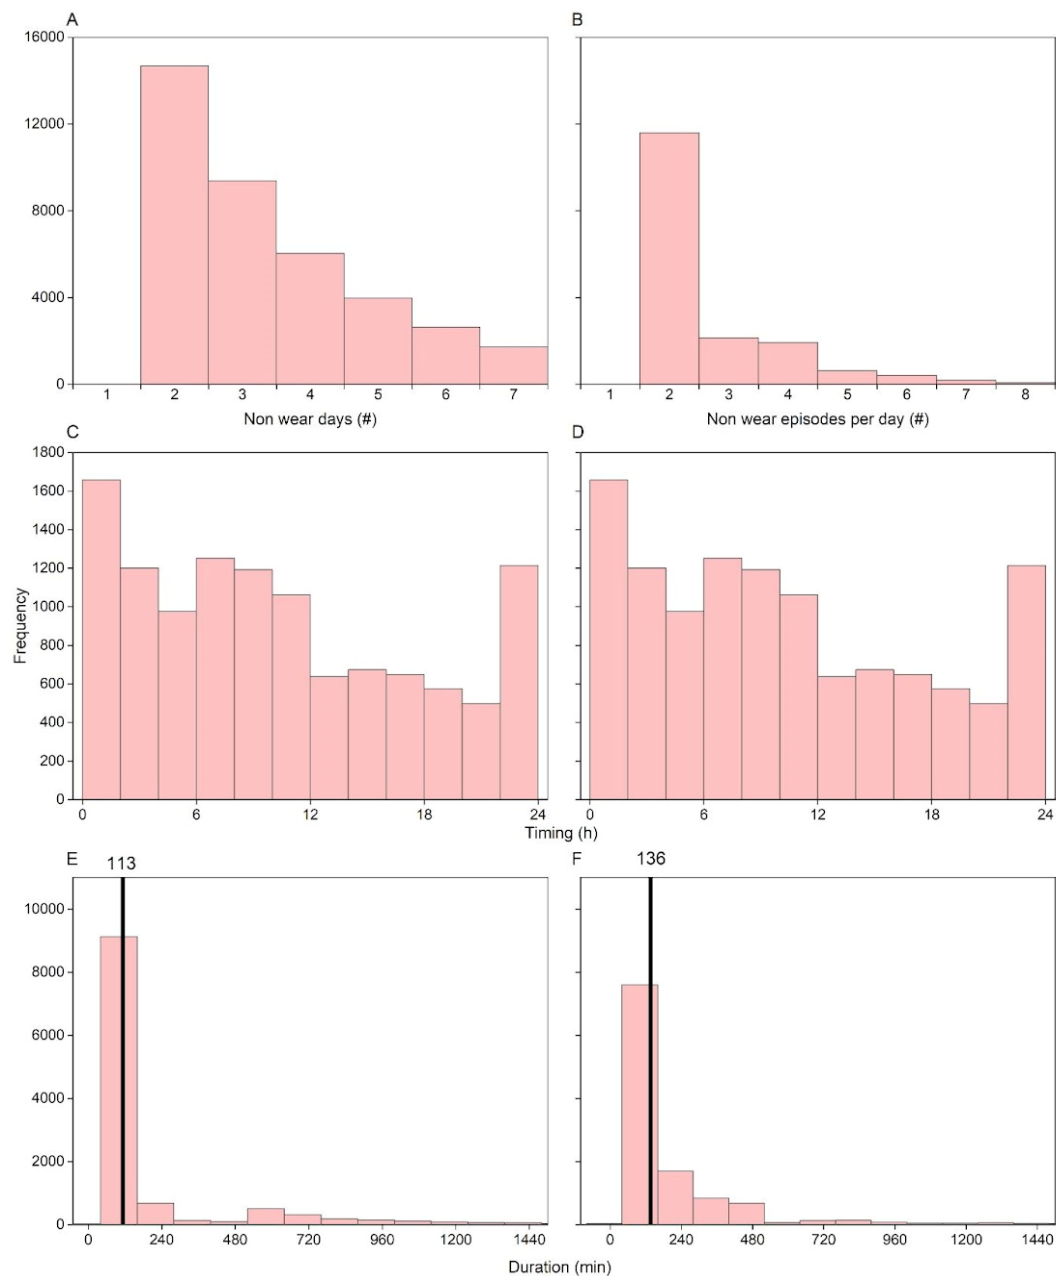 A B
16000
12000
8000
4000
0
1 2 3 4 5 6 7
1 2 3 4 5 6 7 8
Non wear days (#)
Non wear episodes per day (#)
C D
1800
1600
1400
1200
1000
800
600
400
200
0
Frequency
0 6 12 18 24
0 6 12 18 24
Timing (h)
E 113
F 136
10000
8000
6000
4000
2000
0
0 240 480 720 960 1200 1440
0 240 480 720 960 1200 1440
Duration (min)